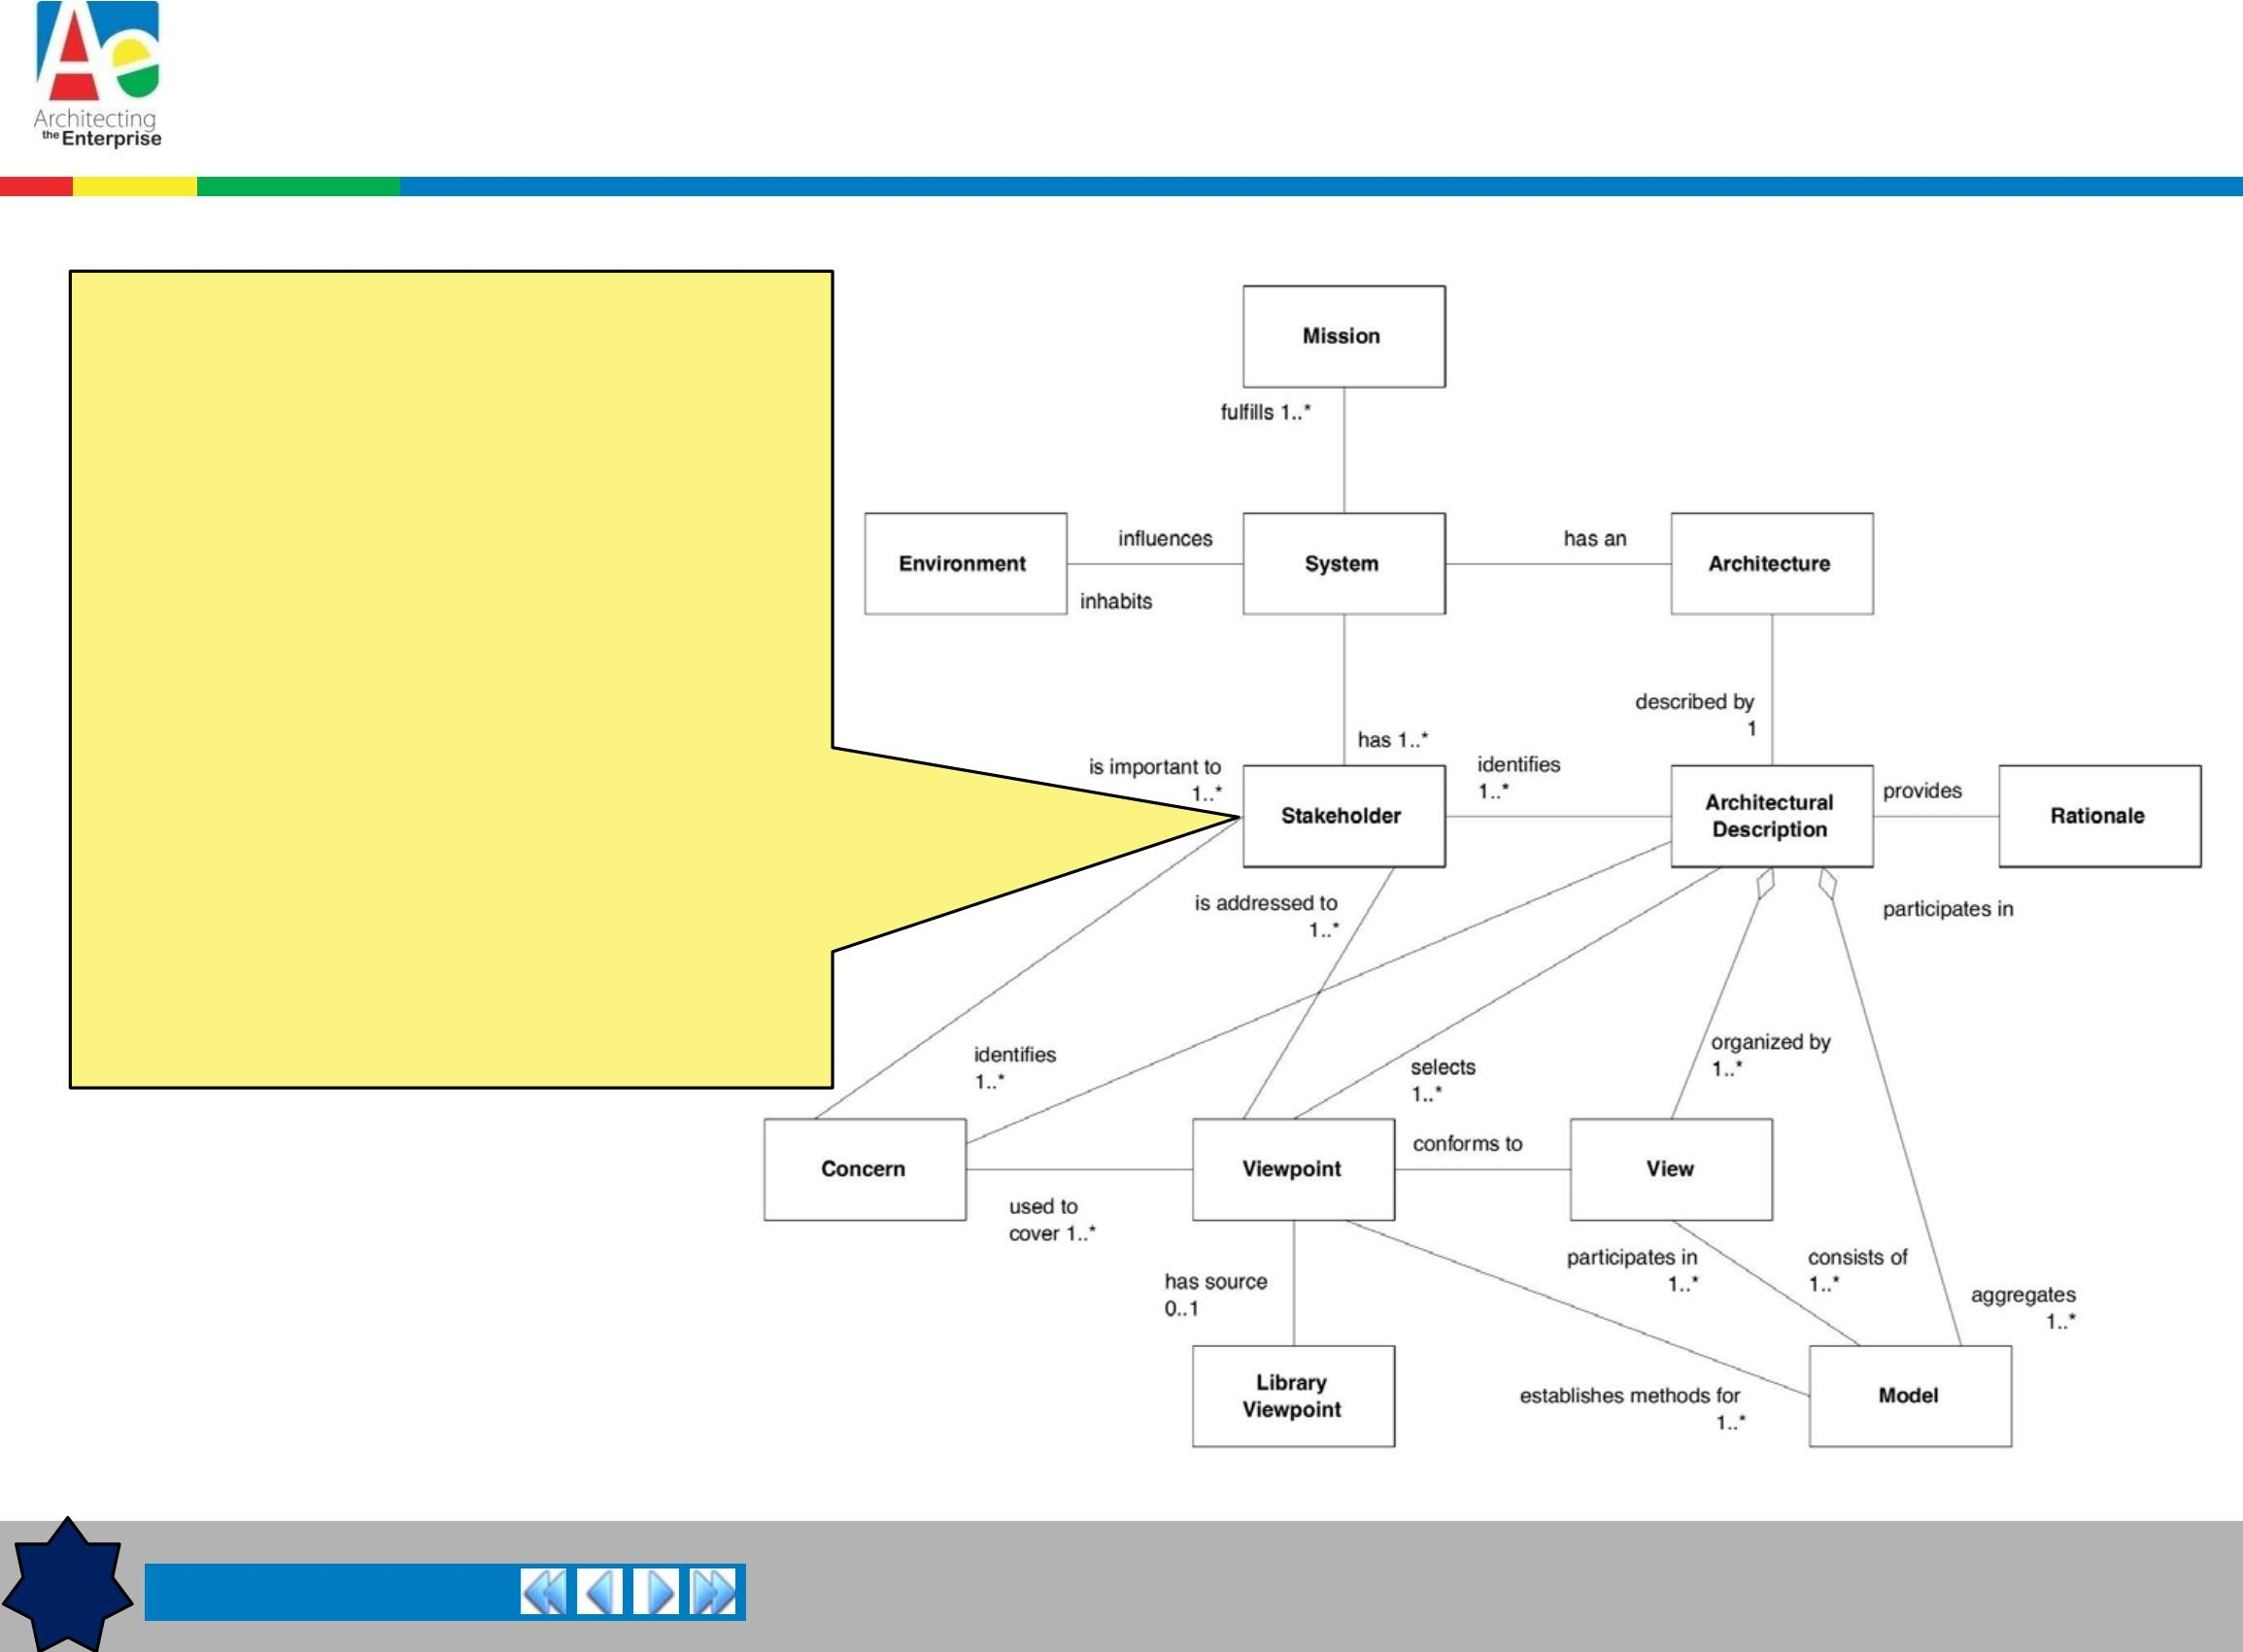 Architecting
the Enterprise
Mission
fulfills 1..*
influences
has an
Environment
System
Architecture
inhabits
described by
1
has 1..*
is important to
1..*
identifies
1..*
Stakeholder
Architectural
Description
provides
Rationale
is addressed to
1..*
participates in
identifies
1..*
selects
1..*
organized by
1..*
Concern
Viewpoint
conforms to
View
used to
cover 1..*
has source
0..1
participates in
1..*
consists of
1..*
aggregates
1..*
Library
Viewpoint
establishes methods for
1..*
Model